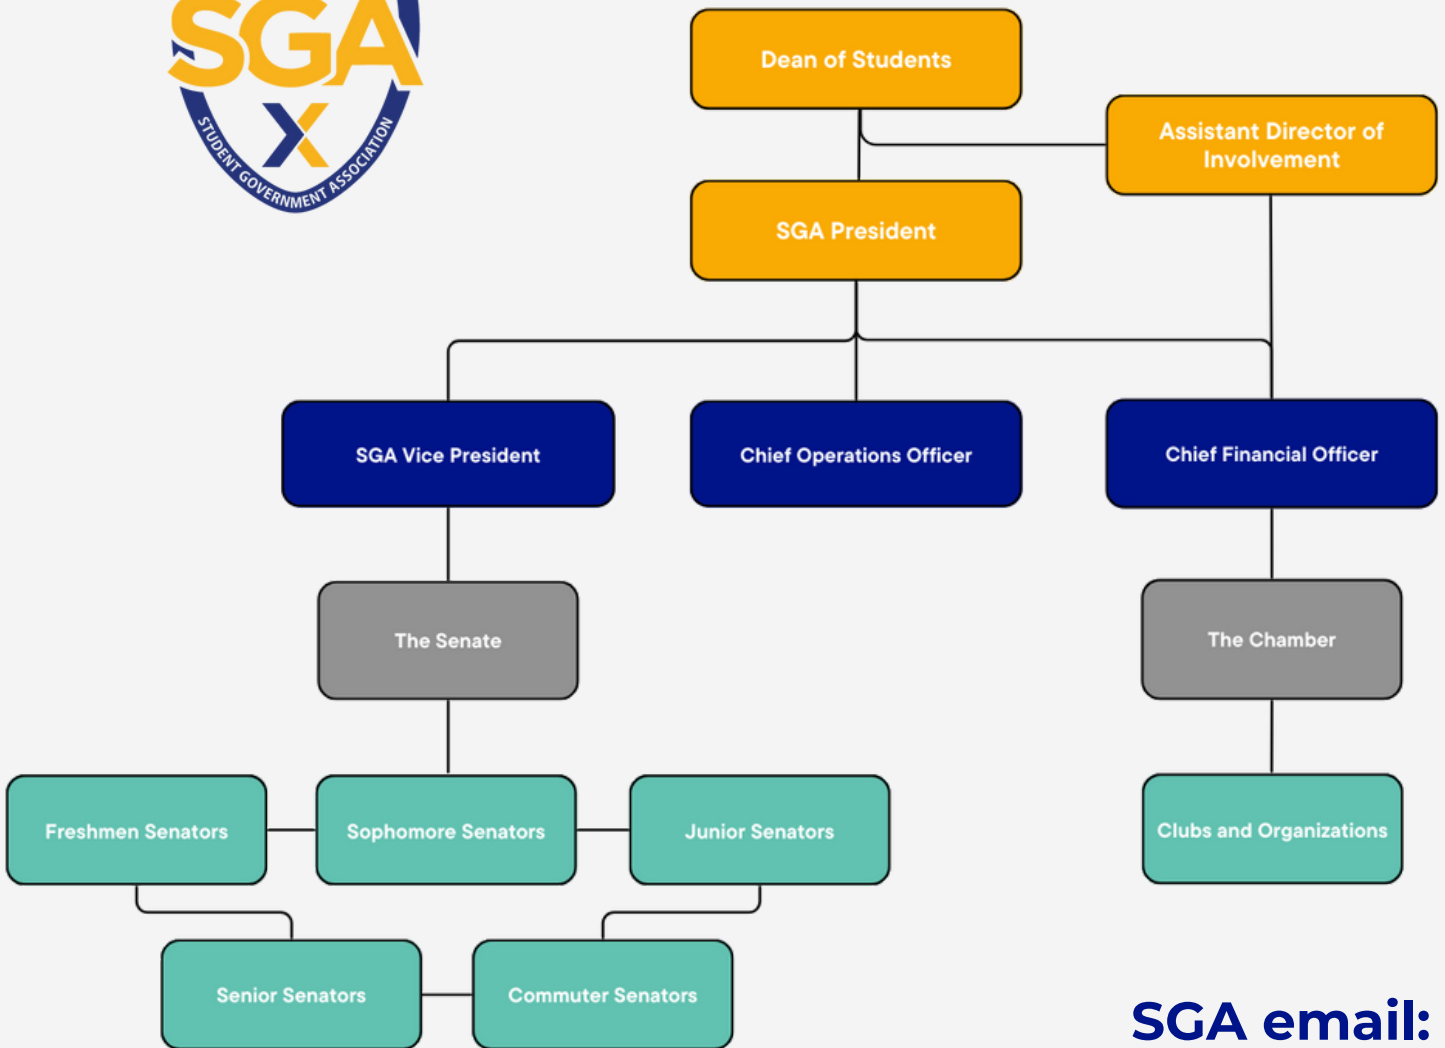 SGA
X
STUDENT GOVERNMENT ASSOCIATION
Dean of Students
Assistant Director of
Involvement
SGA President
SGA Vice President
Chief Operations Officer
Chief Financial Officer
The Senate
The Chamber
Freshmen Senators
Sophomore Senators
Junior Senators
Clubs and Organizations
Senior Senators
Commuter Senators
SGA email: